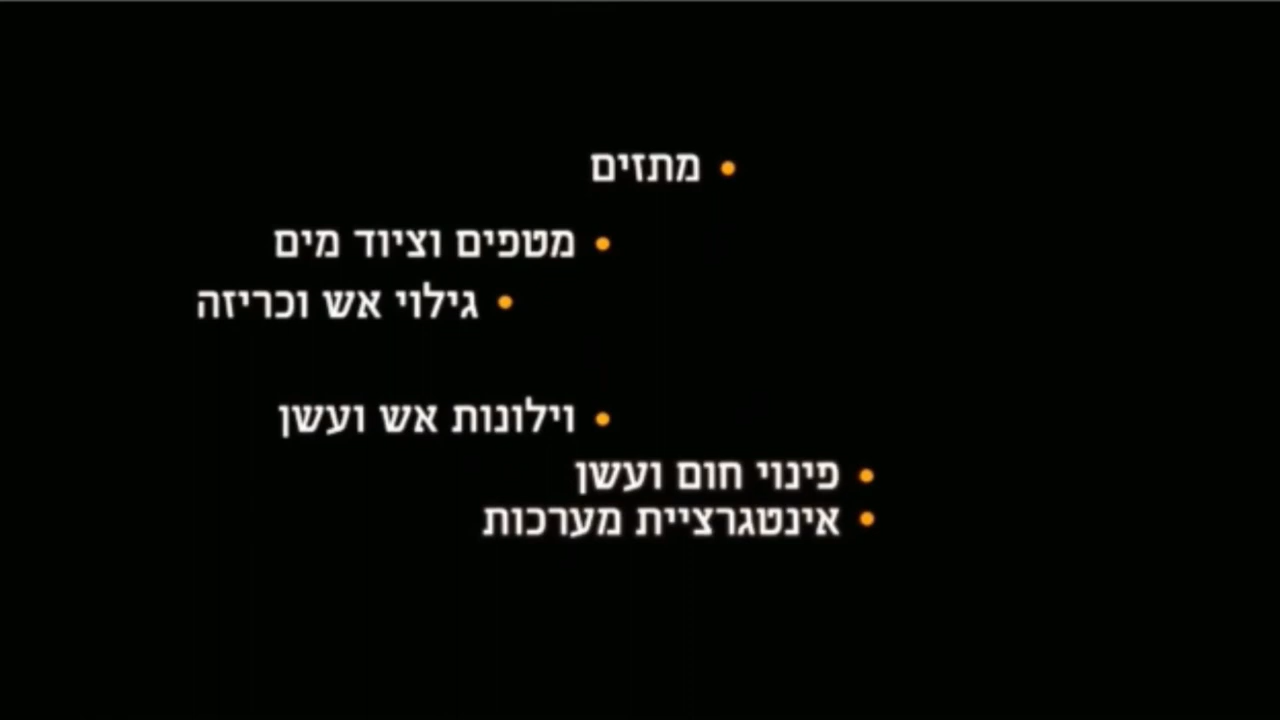 • מתזים
• מטפים וציוד מים
• גילוי אש וכריזה
• וילונות אש ועשן
• פינוי חום ועשן
• אינטגרציית מערכות